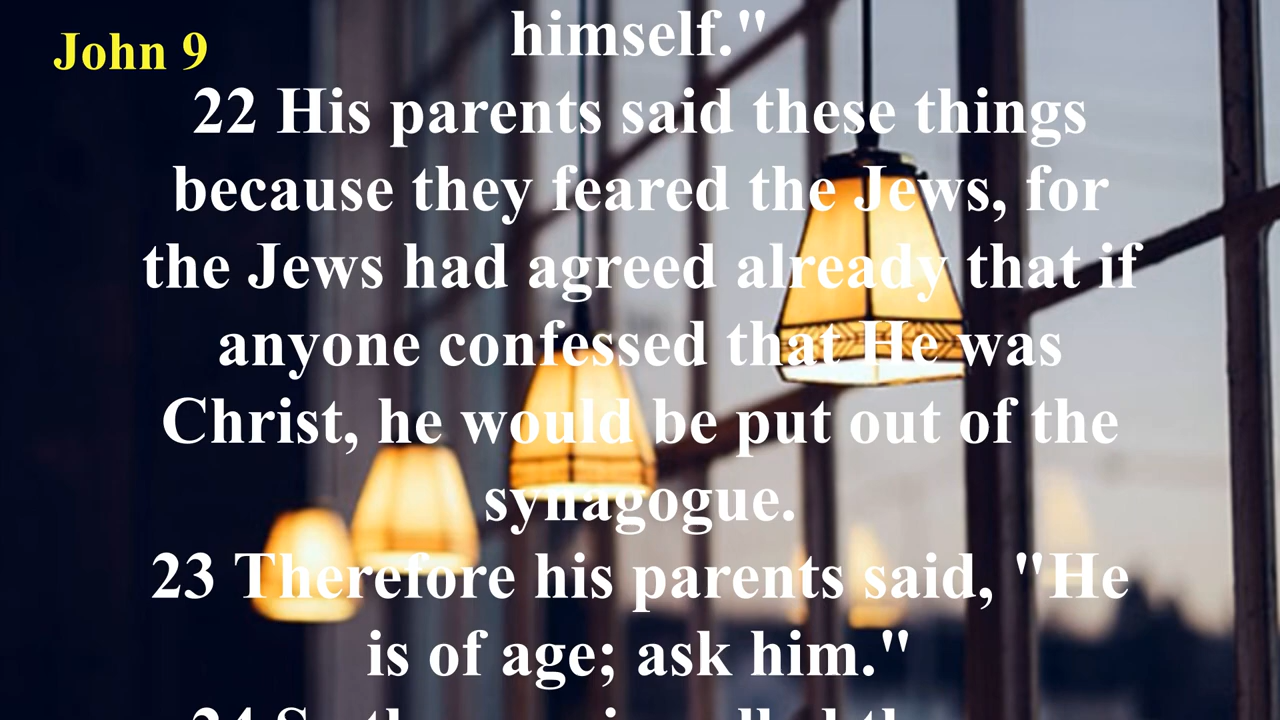 John 9
himself."
22 His parents said these things
because they feared the Jews, for
the Jews had agreed already that if
anyone confessed that He was
Christ, he would be put out of the
synagogue.
23 Therefore his parents said, "He
is of age; ask him."